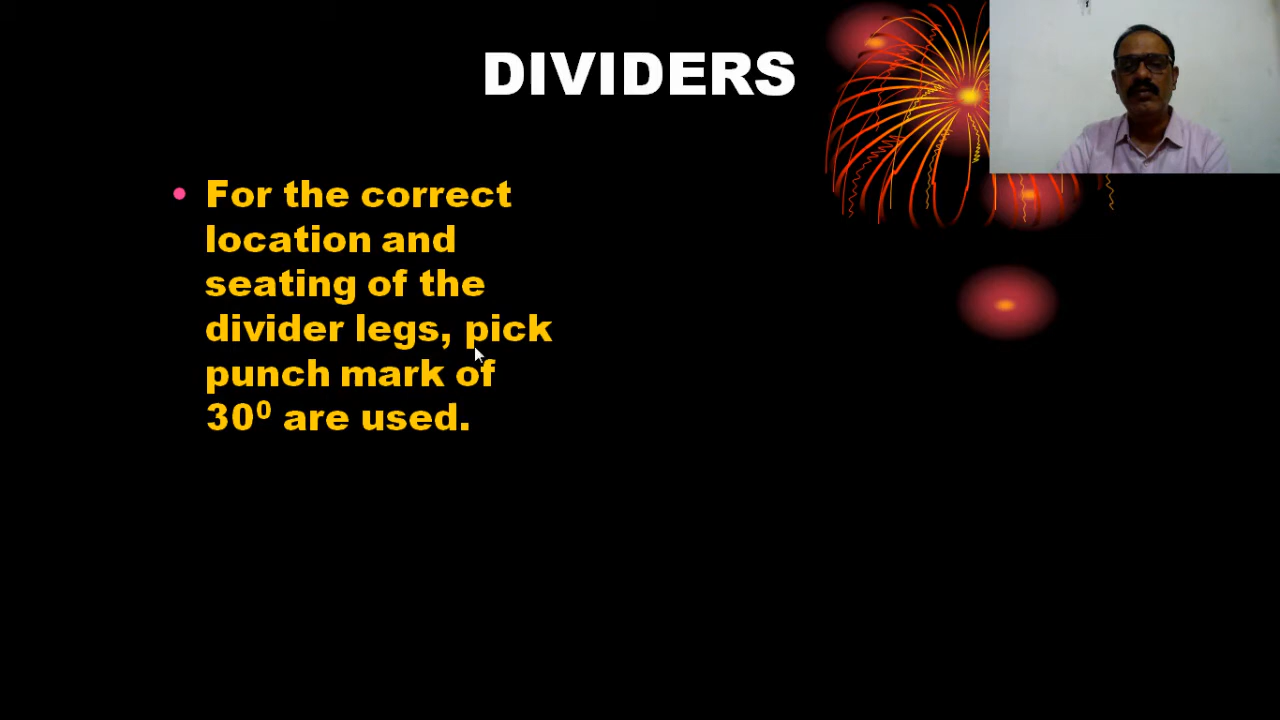 DIVIDERS
• For the correct
location and
seating of the
divider legs, pick
punch mark of
30⁰ are used.